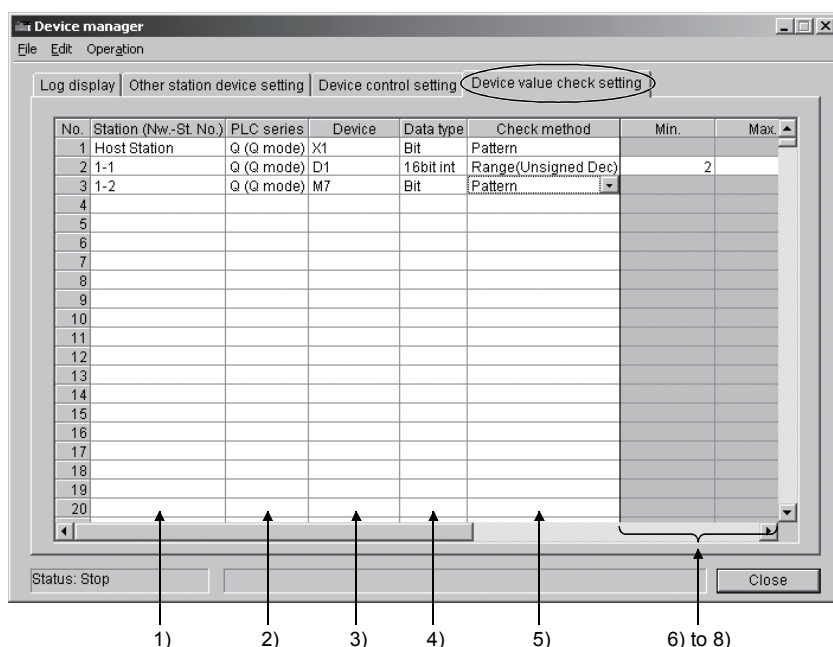 Device manager
File Edit Operation
Log display Other station device setting Device control setting Device value check setting
No. Station (Nw.-St. No.) PLC series Device Data type Check method Min. Max.
1 Host Station Q (Q mode) X1 Bit Pattern
2 1-1 Q (Q mode) D1 16bit int Range(Unsigned Dec) 2
3 1-2 Q (Q mode) M7 Bit Pattern
4
5
6
7
8
9
10
11
12
13
14
15
16
17
18
19
20
Status: Stop Close
1) 2) 3) 4) 5) 6) to 8)